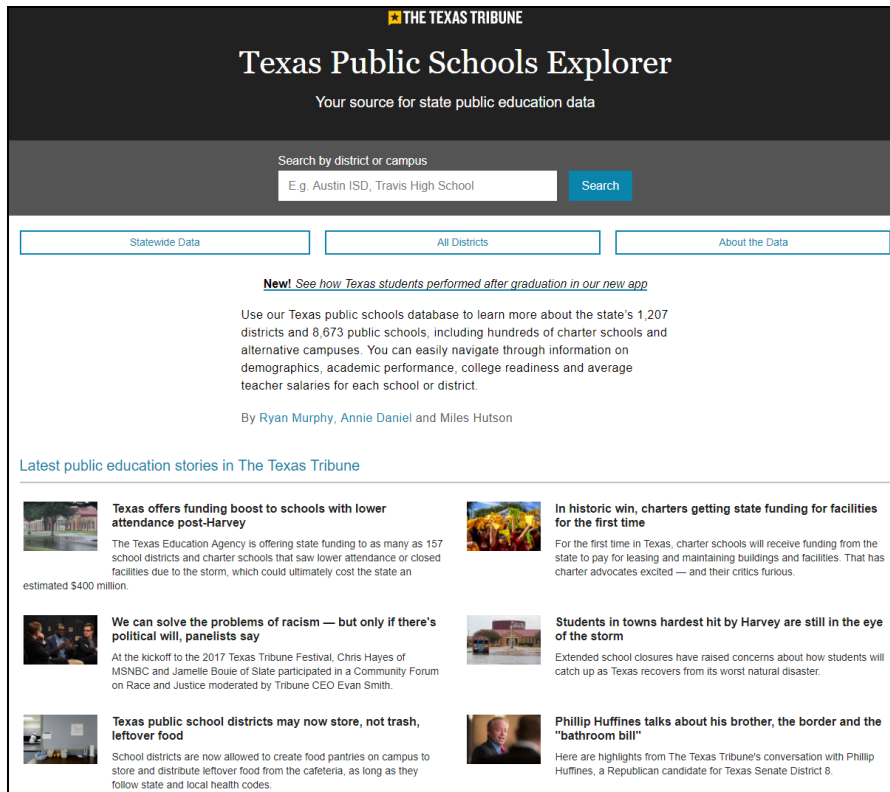 THE TEXAS TRIBUNE
Texas Public Schools Explorer
Your source for state public education data
Search by district or campus
E.g. Austin ISD, Travis High School
Search
Statewide Data
All Districts
About the Data
New! See how Texas students performed after graduation in our new app
Use our Texas public schools database to learn more about the state's 1,207
districts and 8,673 public schools, including hundreds of charter schools and
alternative campuses. You can easily navigate through information on
demographics, academic performance, college readiness and average
teacher salaries for each school or district.
By Ryan Murphy, Annie Daniel and Miles Hutson
Latest public education stories in The Texas Tribune
Texas offers funding boost to schools with lower
attendance post-Harvey
The Texas Education Agency is offering state funding to as many as 157
school districts and charter schools that saw lower attendance or closed
facilities due to the storm, which could ultimately cost the state an
estimated $400 million.
In historic win, charters getting state funding for facilities
for the first time
For the first time in Texas, charter schools will receive funding from the
state to pay for leasing and maintaining buildings and facilities. That has
charter advocates excited — and their critics furious.
We can solve the problems of racism — but only if there's
political will, panelists say
At the kickoff to the 2017 Texas Tribune Festival, Chris Hayes of
MSNBC and Jamelle Bouie of Slate participated in a Community Forum
on Race and Justice moderated by Tribune CEO Evan Smith.
Students in towns hardest hit by Harvey are still in the eye
of the storm
Extended school closures have raised concerns about how students will
catch up as Texas recovers from its worst natural disaster.
Texas public school districts may now store, not trash,
leftover food
School districts are now allowed to create food pantries on campus to
store and distribute leftover food from the cafeteria, as long as they
follow state and local health codes.
Phillip Huffines talks about his brother, the border and the
"bathroom bill"
Here are highlights from The Texas Tribune's conversation with Phillip
Huffines, a Republican candidate for Texas Senate District 8.